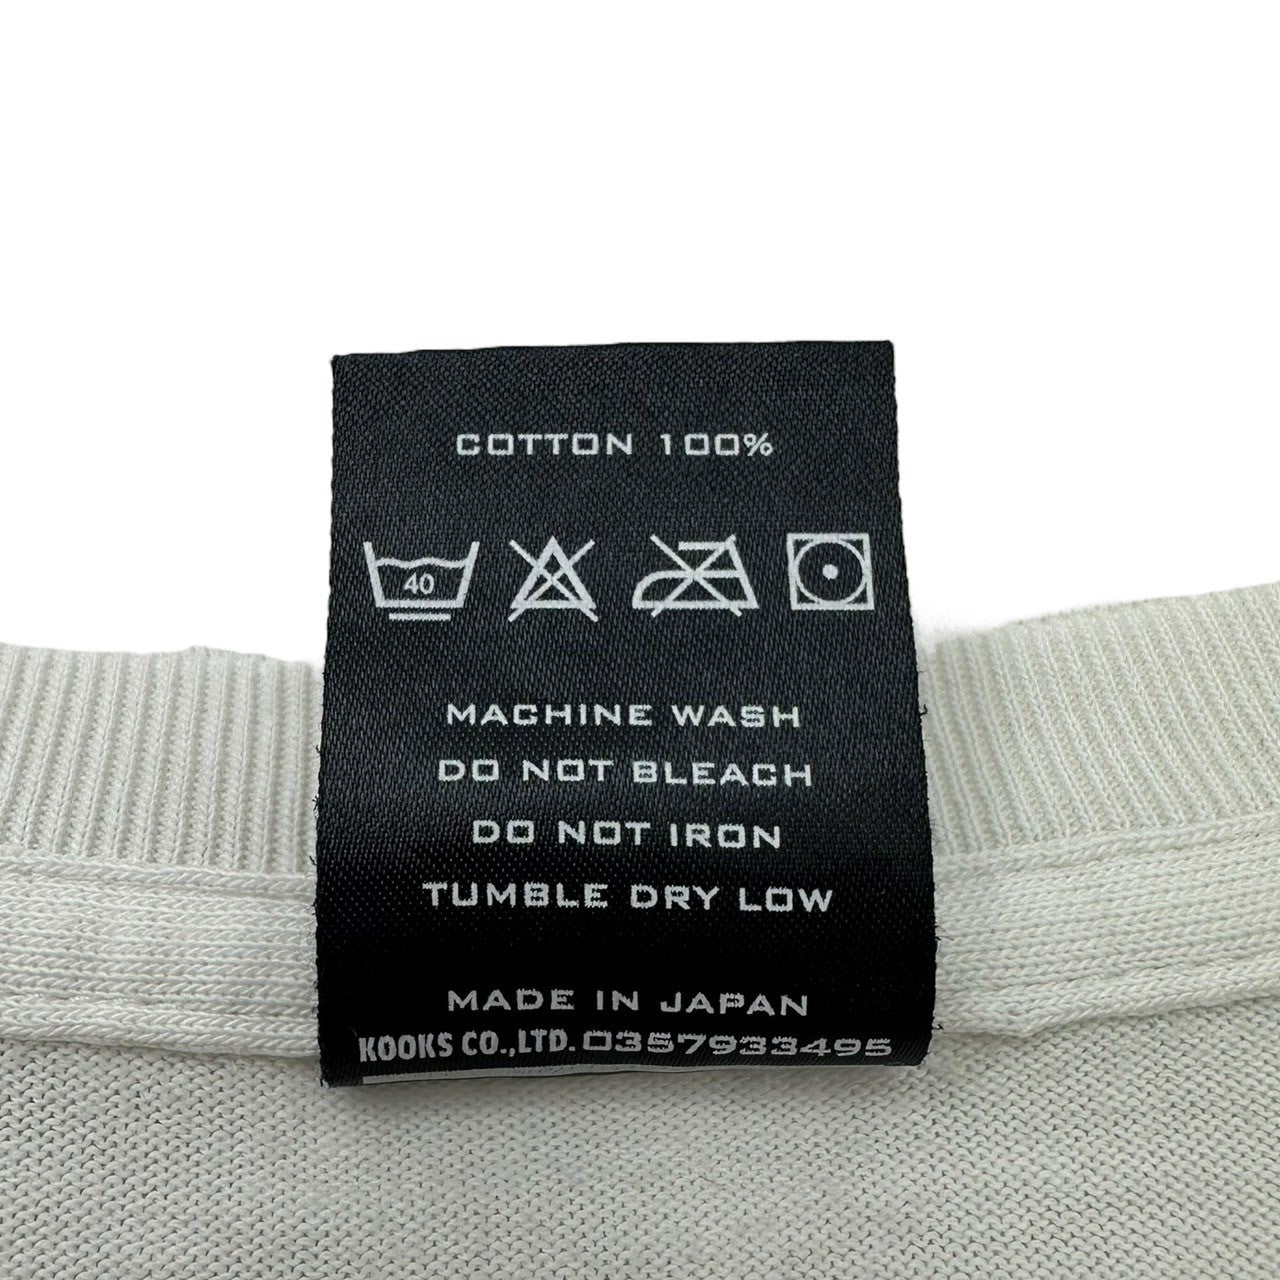 COTTON 100%
40
MACHINE WASH
DO NOT BLEACH
DO NOT IRON
TUMBLE DRY LOW
MADE IN JAPAN
KOOKS CO.,LTD. 0357933495